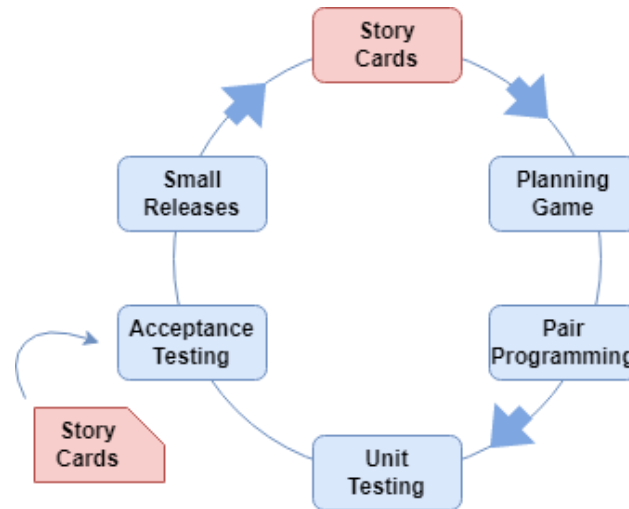 Story
Cards
Small
Releases
Planning
Game
Acceptance
Testing
Pair
Programming
Story
Cards
Unit
Testing